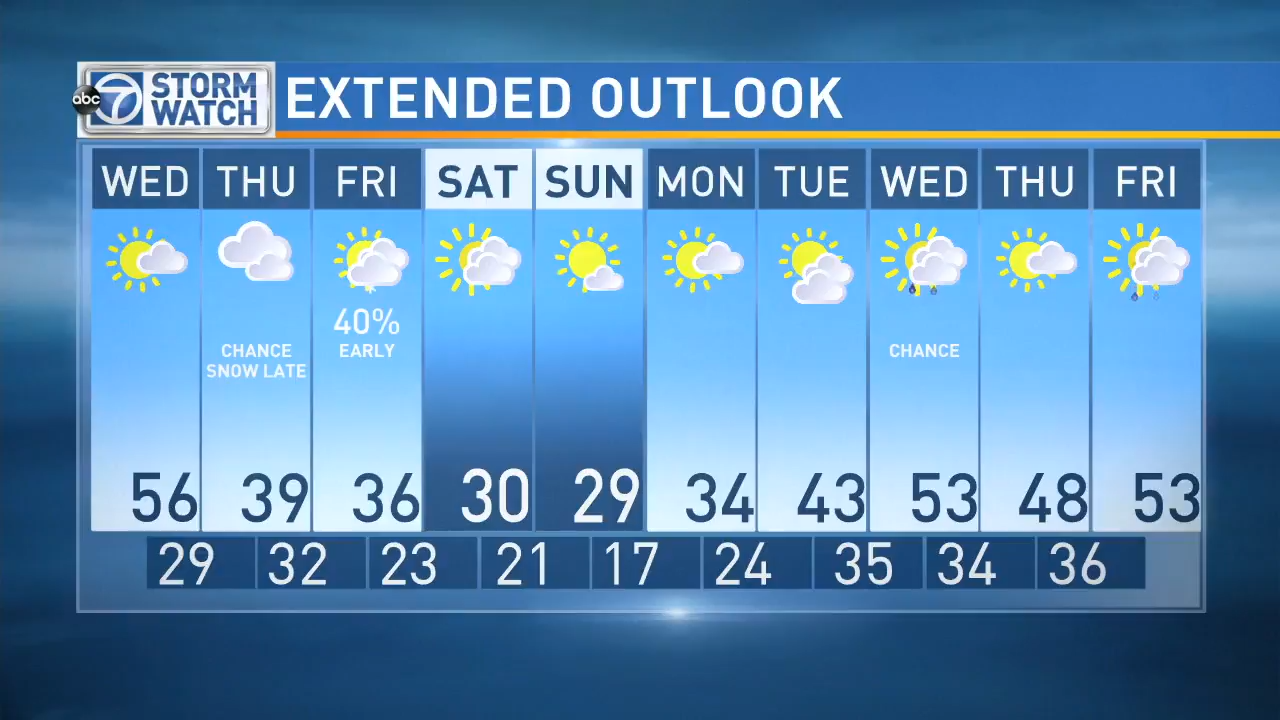 abc 7 STORM WATCH
EXTENDED OUTLOOK
WED THU FRI SAT SUN MON TUE WED THU FRI
40%
CHANCE EARLY CHANCE
SNOW LATE
56 39 36 30 29 34 43 53 48 53
29 32 23 21 17 24 35 34 36